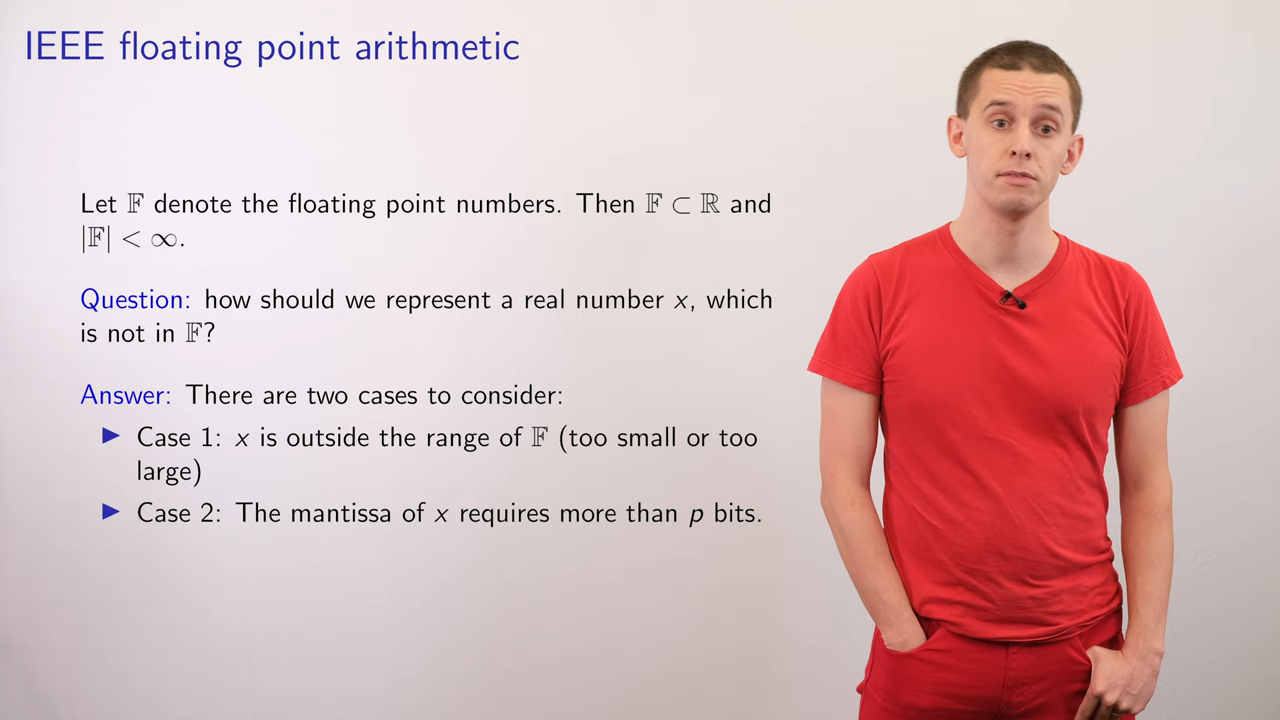 IEEE floating point arithmetic
Let 𝔽 denote the floating point numbers. Then 𝔽 ⊂ ℝ and
|𝔽| < ∞.
Question: how should we represent a real number x, which
is not in 𝔽?
Answer: There are two cases to consider:
▶ Case 1: x is outside the range of 𝔽 (too small or too
large)
▶ Case 2: The mantissa of x requires more than p bits.